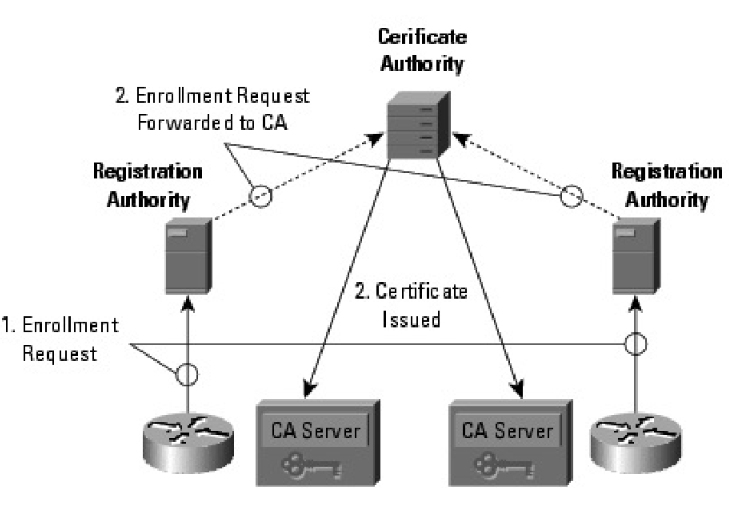 Cerificate
Authority
2. Enrollment Request
Forwarded to CA
Registration
Authority
Registration
Authority
2. Certificate
Issued
1. Enrollment
Request
CA Server
CA Server